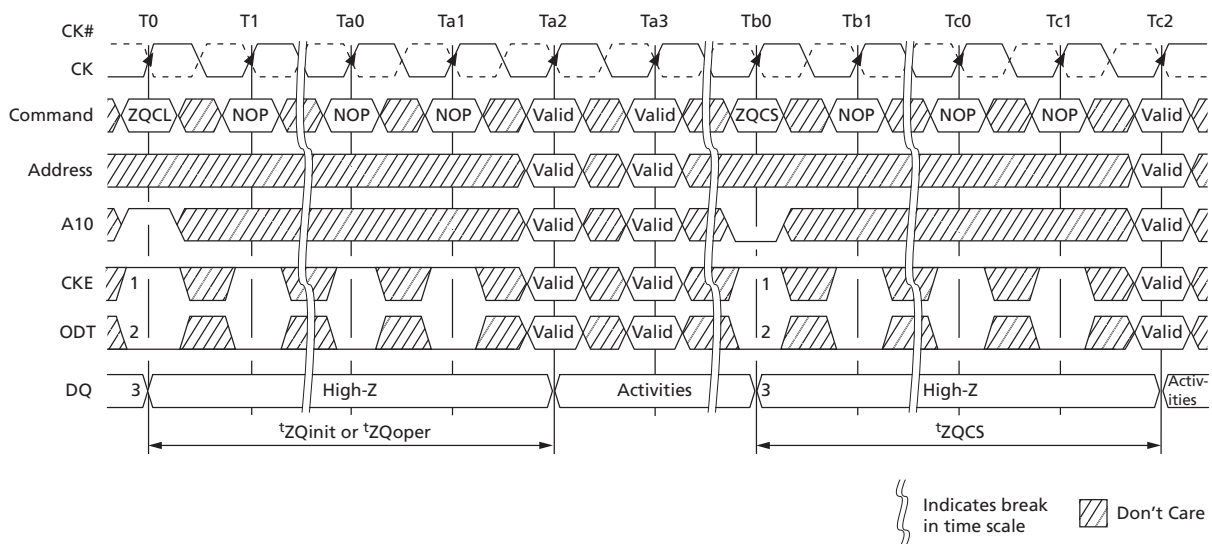 T0 T1 Ta0 Ta1 Ta2 Ta3 Tb0 Tb1 Tc0 Tc1 Tc2
CK#
CK
Command ZQCL NOP NOP NOP Valid Valid ZQCS NOP NOP NOP Valid
Address Valid Valid Valid
A10 Valid Valid Valid
CKE 1 Valid Valid 1 Valid
ODT 2 Valid Valid 2 Valid
DQ 3 High-Z Activities 3 High-Z Activ-
ities
tZQinit or tZQoper tZQCS
Indicates break
in time scale
Don't Care